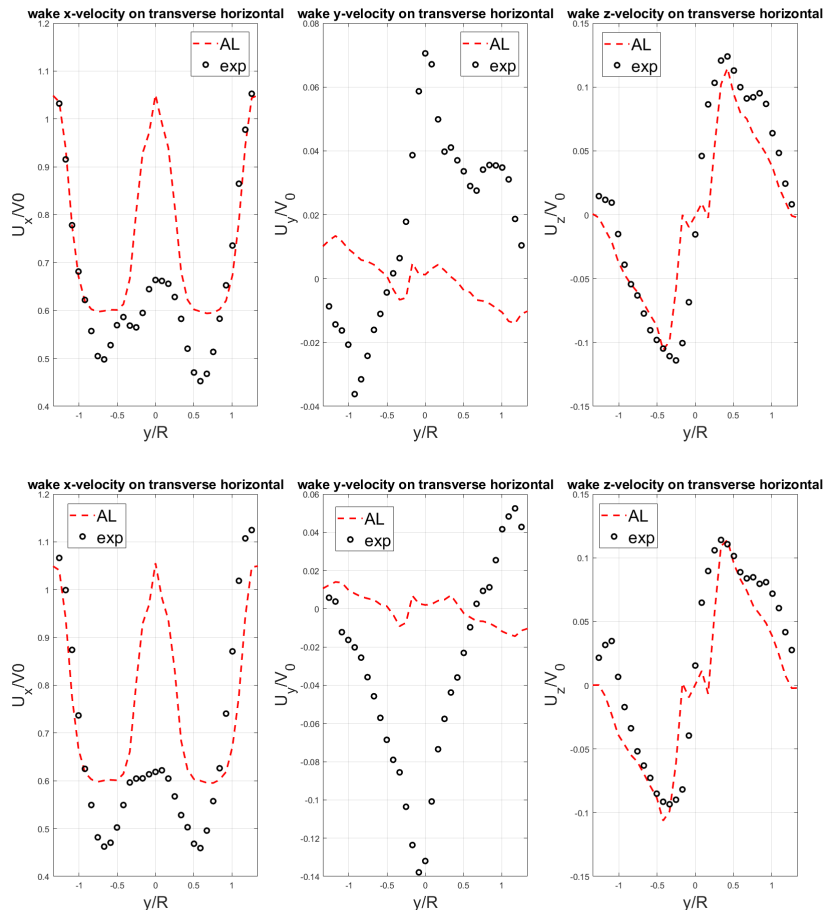 wake x-velocity on transverse horizontal
1.2
1.1
1
0.9
0.8
0.7
0.6
0.5
0.4
-1
-0.5
0
0.5
1
U_x/V0
y/R
AL
exp
wake y-velocity on transverse horizontal
0.08
0.06
0.04
0.02
0
-0.02
-0.04
-1
-0.5
0
0.5
1
U_y/V_0
y/R
AL
exp
wake z-velocity on transverse horizontal
0.15
0.1
0.05
0
-0.05
-0.1
-0.15
-1
-0.5
0
0.5
1
U_z/V_0
y/R
AL
exp
wake x-velocity on transverse horizontal
1.2
1.1
1
0.9
0.8
0.7
0.6
0.5
0.4
-1
-0.5
0
0.5
1
U_x/V0
y/R
AL
exp
wake y-velocity on transverse horizontal
0.06
0.04
0.02
0
-0.02
-0.04
-0.06
-0.08
-0.1
-0.12
-0.14
-1
-0.5
0
0.5
1
U_y/V_0
y/R
AL
exp
wake z-velocity on transverse horizontal
0.15
0.1
0.05
0
-0.05
-0.1
-0.15
-1
-0.5
0
0.5
1
U_z/V_0
y/R
AL
exp